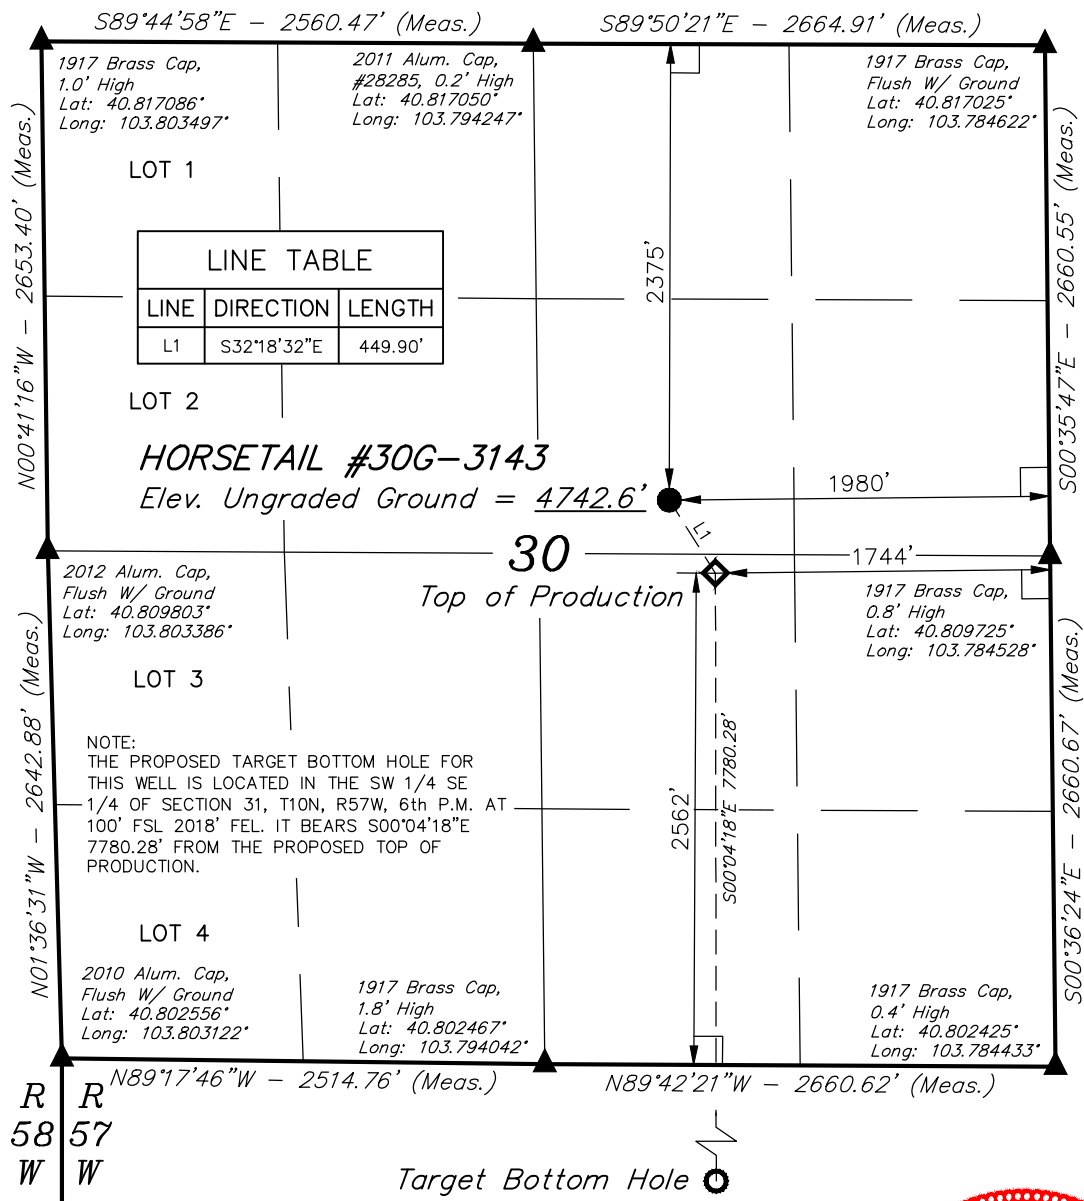 S89°44'58"E - 2560.47' (Meas.)
S89°50'21"E - 2664.91' (Meas.)
1917 Brass Cap,
1.0' High
Lat: 40.817086°
Long: 103.803497°
2011 Alum. Cap,
#28285, 0.2' High
Lat: 40.817050°
Long: 103.794247°
1917 Brass Cap,
Flush W/ Ground
Lat: 40.817025°
Long: 103.784622°
N00°41'16"W - 2653.40' (Meas.)
S00°35'47"E - 2660.55' (Meas.)
LOT 1
LINE TABLE
LINE DIRECTION LENGTH
L1 S32°18'32"E 449.90'
2375'
LOT 2
HORSETAIL #30G-3143
Elev. Ungraded Ground = 4742.6'
1980'
L1
30
1744'
Top of Production
2012 Alum. Cap,
Flush W/ Ground
Lat: 40.809803°
Long: 103.803386°
1917 Brass Cap,
0.8' High
Lat: 40.809725°
Long: 103.784528°
LOT 3
N01°36'31"W - 2642.88' (Meas.)
S00°36'24"E - 2660.67' (Meas.)
NOTE:
THE PROPOSED TARGET BOTTOM HOLE FOR
THIS WELL IS LOCATED IN THE SW 1/4 SE
1/4 OF SECTION 31, T10N, R57W, 6th P.M. AT
100' FSL 2018' FEL. IT BEARS S00°04'18"E
7780.28' FROM THE PROPOSED TOP OF
PRODUCTION.
2562'
S00°04'18"E 7780.28'
LOT 4
2010 Alum. Cap,
Flush W/ Ground
Lat: 40.802556°
Long: 103.803122°
1917 Brass Cap,
1.8' High
Lat: 40.802467°
Long: 103.794042°
1917 Brass Cap,
0.4' High
Lat: 40.802425°
Long: 103.784433°
N89°17'46"W - 2514.76' (Meas.)
N89°42'21"W - 2660.62' (Meas.)
R R
58 57
W W
Target Bottom Hole